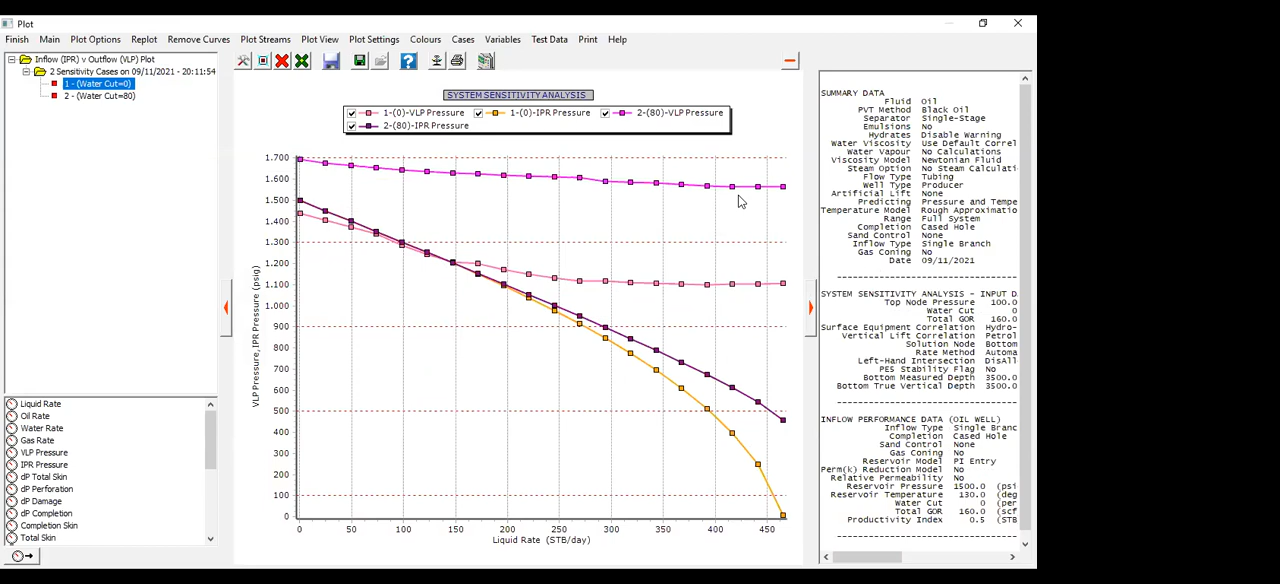 Plot
Finish Main Plot Options Replot Remove Curves Plot Streams Plot View Plot Settings Colours Cases Variables Test Data Print Help
Inflow (IPR) v Outflow (VLP) Plot
2 Sensitivity Cases on 09/11/2021 - 20:11:54
1 - (Water Cut=0)
2 - (Water Cut=80)
Liquid Rate
Oil Rate
Water Rate
Gas Rate
VLP Pressure
IPR Pressure
dP Total Skin
dP Perforation
dP Damage
dP Completion
Completion Skin
Total Skin
SYSTEM SENSITIVITY ANALYSIS
1-(0)-VLP Pressure 1-(0)-IPR Pressure 2-(80)-VLP Pressure
2-(80)-IPR Pressure
VLP Pressure,IPR Pressure (psig)
1.700
1.600
1.500
1.400
1.300
1.200
1.100
1.000
900
800
700
600
500
400
300
200
100
0
0 50 100 150 200 250 300 350 400 450
Liquid Rate (STB/day)
SUMMARY DATA
Fluid Oil
PVT Method Black Oil
Separator Single-Stage
Emulsions No
Hydrates Disable Warning
Water Viscosity Use Default Correl
Water Vapour No Calculations
Viscosity Model Newtonian Fluid
Steam Option No Steam Calculati
Flow Type Tubing
Well Type Producer
Artificial Lift None
Predicting Pressure and Tempe
Temperature Model Rough Approximatio
Range Full System
Completion Cased Hole
Sand Control None
Inflow Type Single Branch
Gas Coning No
Date 09/11/2021
SYSTEM SENSITIVITY ANALYSIS - INPUT D
Top Node Pressure 100.0
Water Cut 0
Total GOR 160.0
Surface Equipment Correlation Hydro-
Vertical Lift Correlation Petrol
Solution Node Bottom
Rate Method Automa
Left-Hand Intersection DisAll
PES Stability Flag No
Bottom Measured Depth 3500.0
Bottom True Vertical Depth 3500.0
INFLOW PERFORMANCE DATA (OIL WELL)
Inflow Type Single Branc
Completion Cased Hole
Sand Control None
Gas Coning No
Reservoir Model PI Entry
Perm(k) Reduction Model No
Relative Permeability No
Reservoir Pressure 1500.0 (psi
Reservoir Temperature 130.0 (deg
Water Cut 0 (per
Total GOR 160.0 (scf
Productivity Index 0.5 (STB